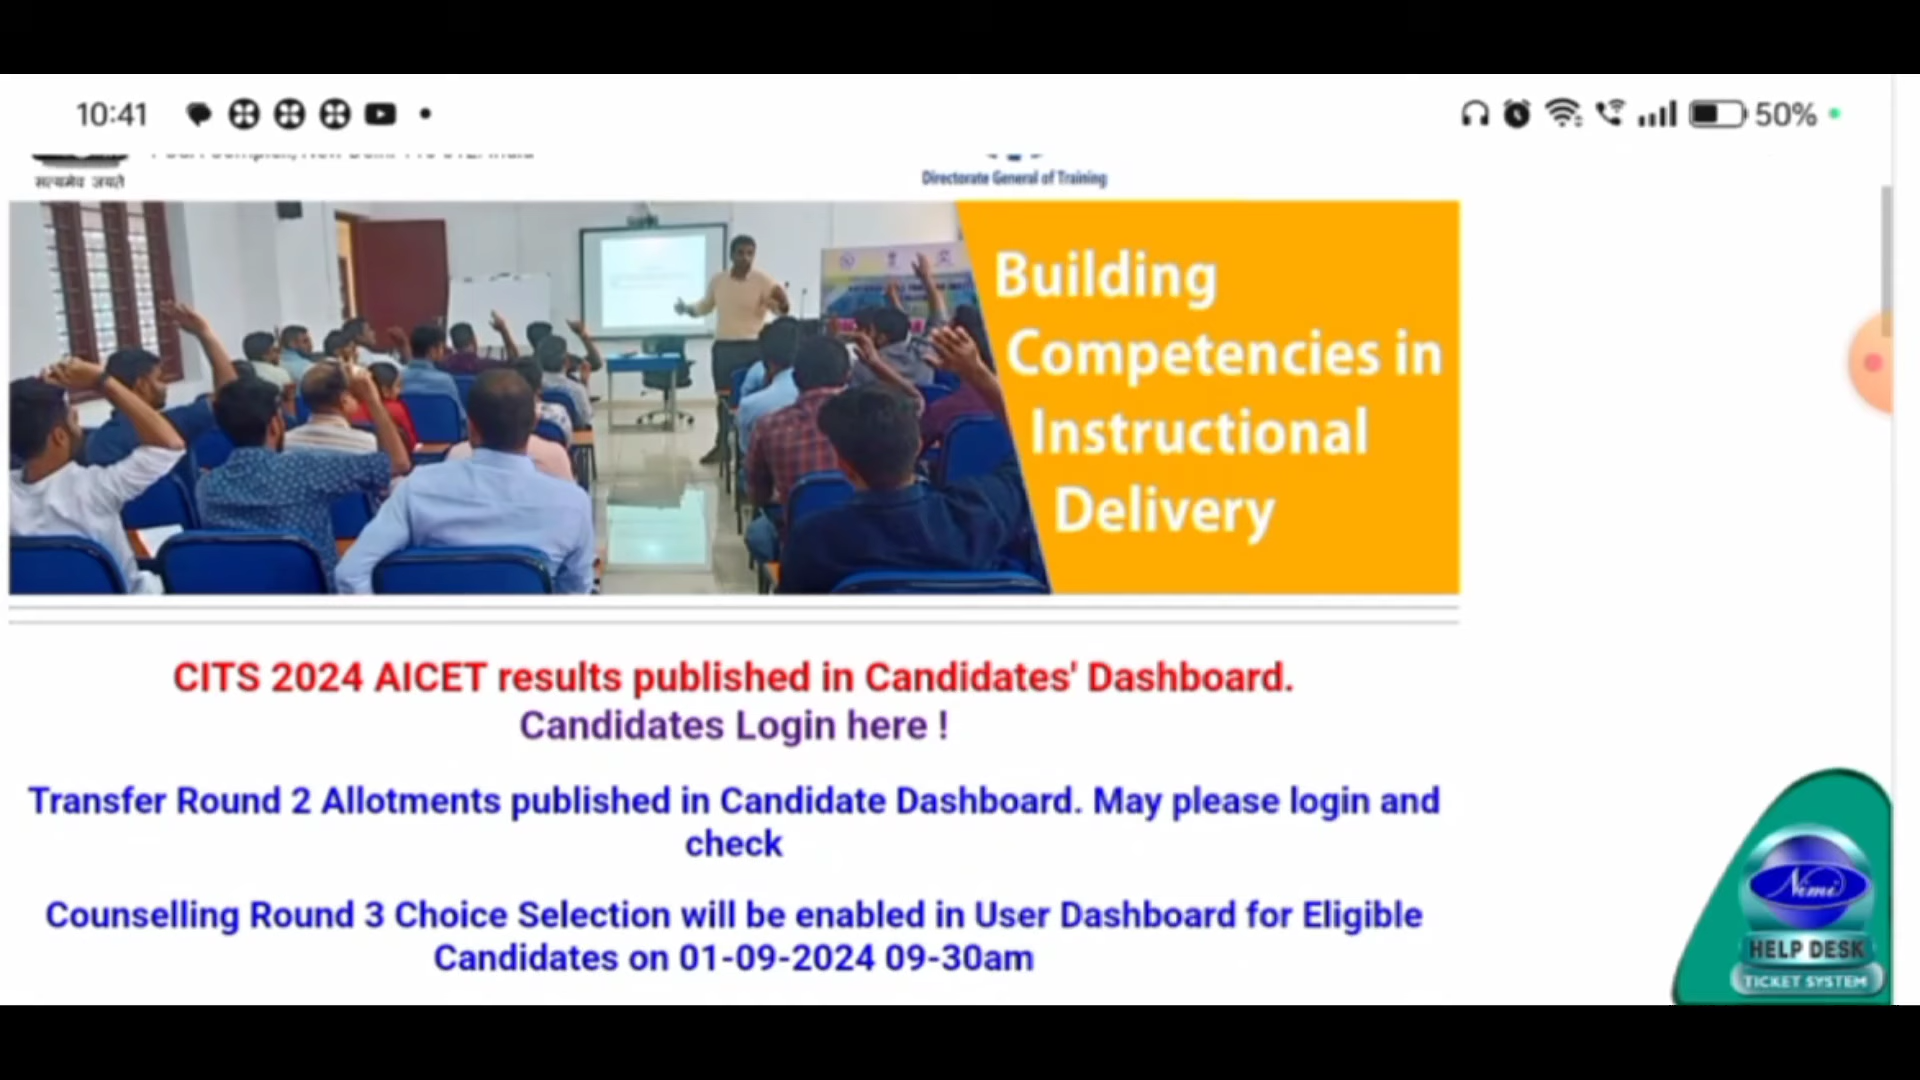 10:41
50%
सत्यमेव जयते
Directorate General of Training
Building
Competencies in
Instructional
Delivery
CITS 2024 AICET results published in Candidates' Dashboard.
Candidates Login here !
Transfer Round 2 Allotments published in Candidate Dashboard. May please login and
check
Counselling Round 3 Choice Selection will be enabled in User Dashboard for Eligible
Candidates on 01-09-2024 09-30am
Nimi
HELP DESK
TICKET SYSTEM